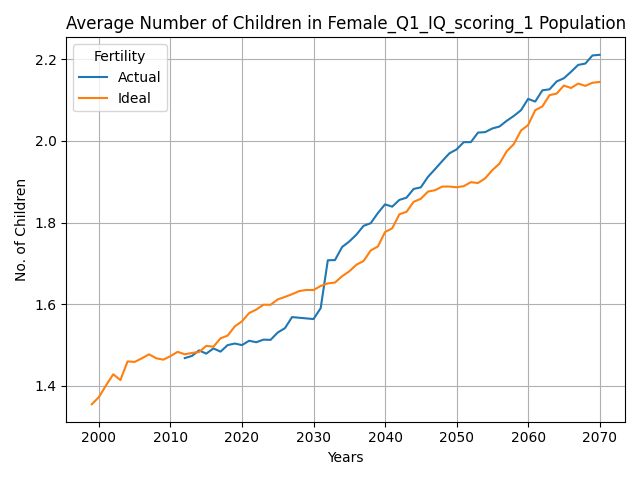 Average Number of Children in Female_Q1_IQ_scoring_1 Population
Fertility
Actual
Ideal
No. of Children
2.2
2.0
1.8
1.6
1.4
2000 2010 2020 2030 2040 2050 2060 2070
Years